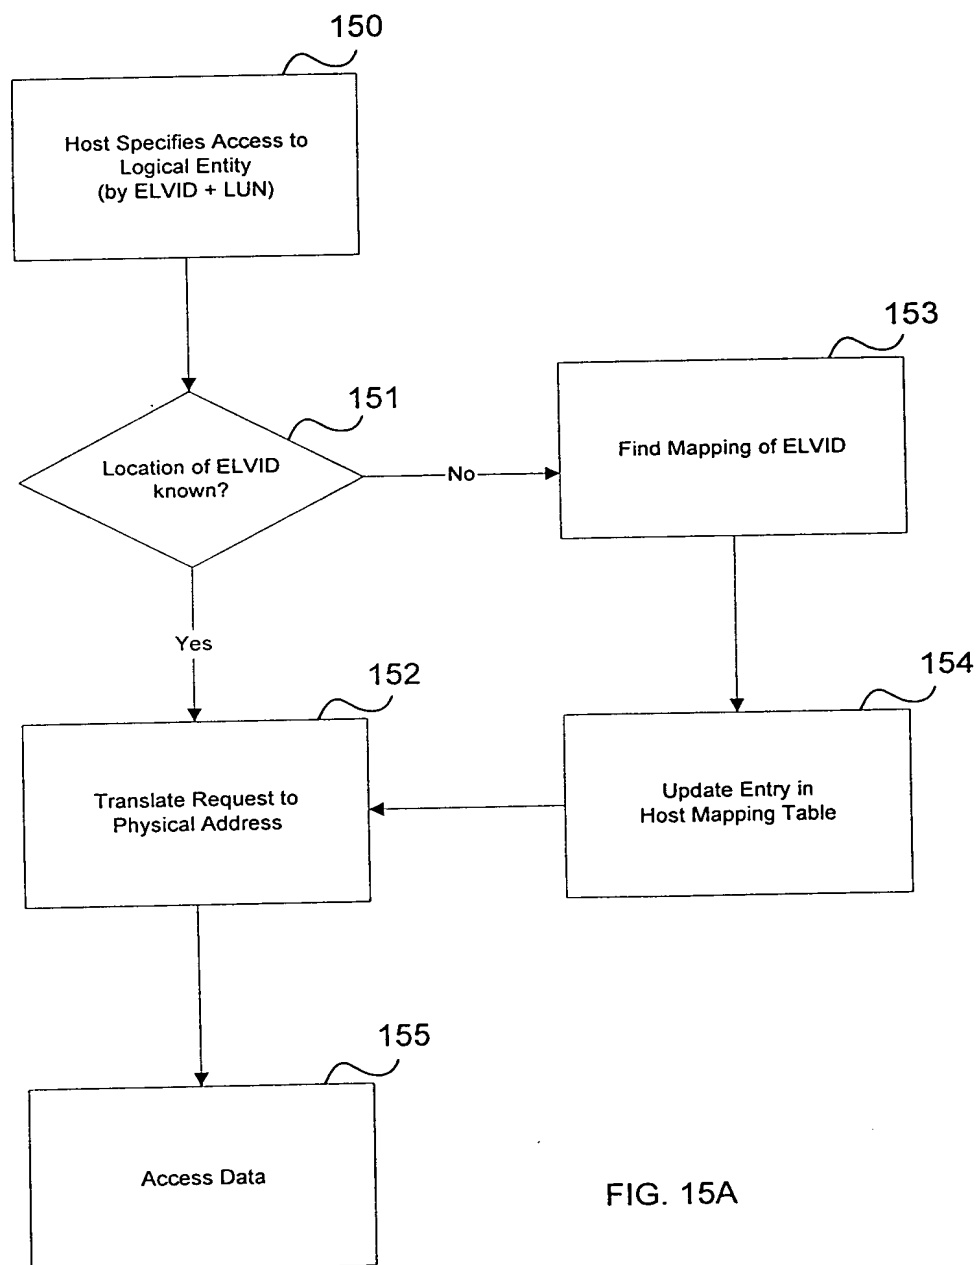 150
Host Specifies Access to
Logical Entity
(by ELVID + LUN)
153
151
Location of ELVID
known?
No
Find Mapping of ELVID
Yes
152
154
Translate Request to
Physical Address
Update Entry in
Host Mapping Table
155
Access Data
FIG. 15A